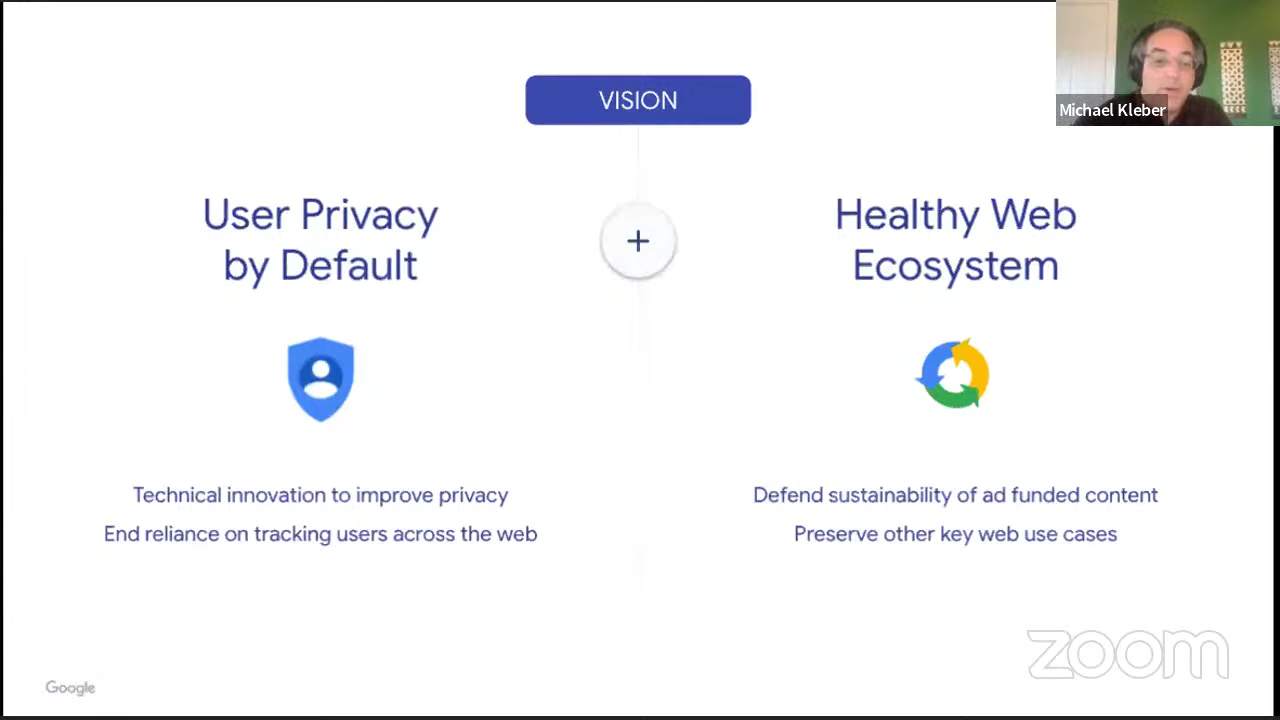 VISION
Michael Kleber
User Privacy
by Default
+
Healthy Web
Ecosystem
Technical innovation to improve privacy
End reliance on tracking users across the web
Defend sustainability of ad funded content
Preserve other key web use cases
Google
zoom